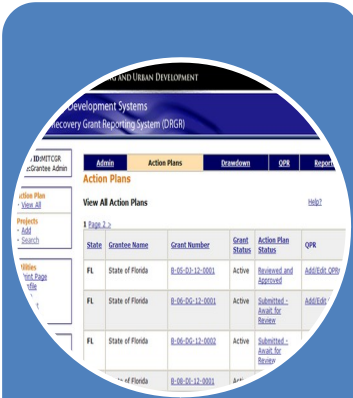 AND URBAN DEVELOPMENT
Development Systems
Recovery Grant Reporting System (DRGR)
ID:MITCGR
Grantee Admin
Admin Action Plans Drawdown QPR Report
Action Plans
Action Plan
View All
View All Action Plans Help?
Projects
Add
Search
1 Page 2 >
State Grantee Name Grant Number Grant Status Action Plan Status QPR
Utilities
Print Page
FL State of Florida B-05-DJ-12-0001 Active Reviewed and Approved Add/Edit QPR
FL State of Florida B-06-DG-12-0001 Active Submitted - Await for Review Add/Edit
FL State of Florida B-06-DG-12-0002 Active Submitted - Await for Review
FL State of Florida B-08-DI-12-0001